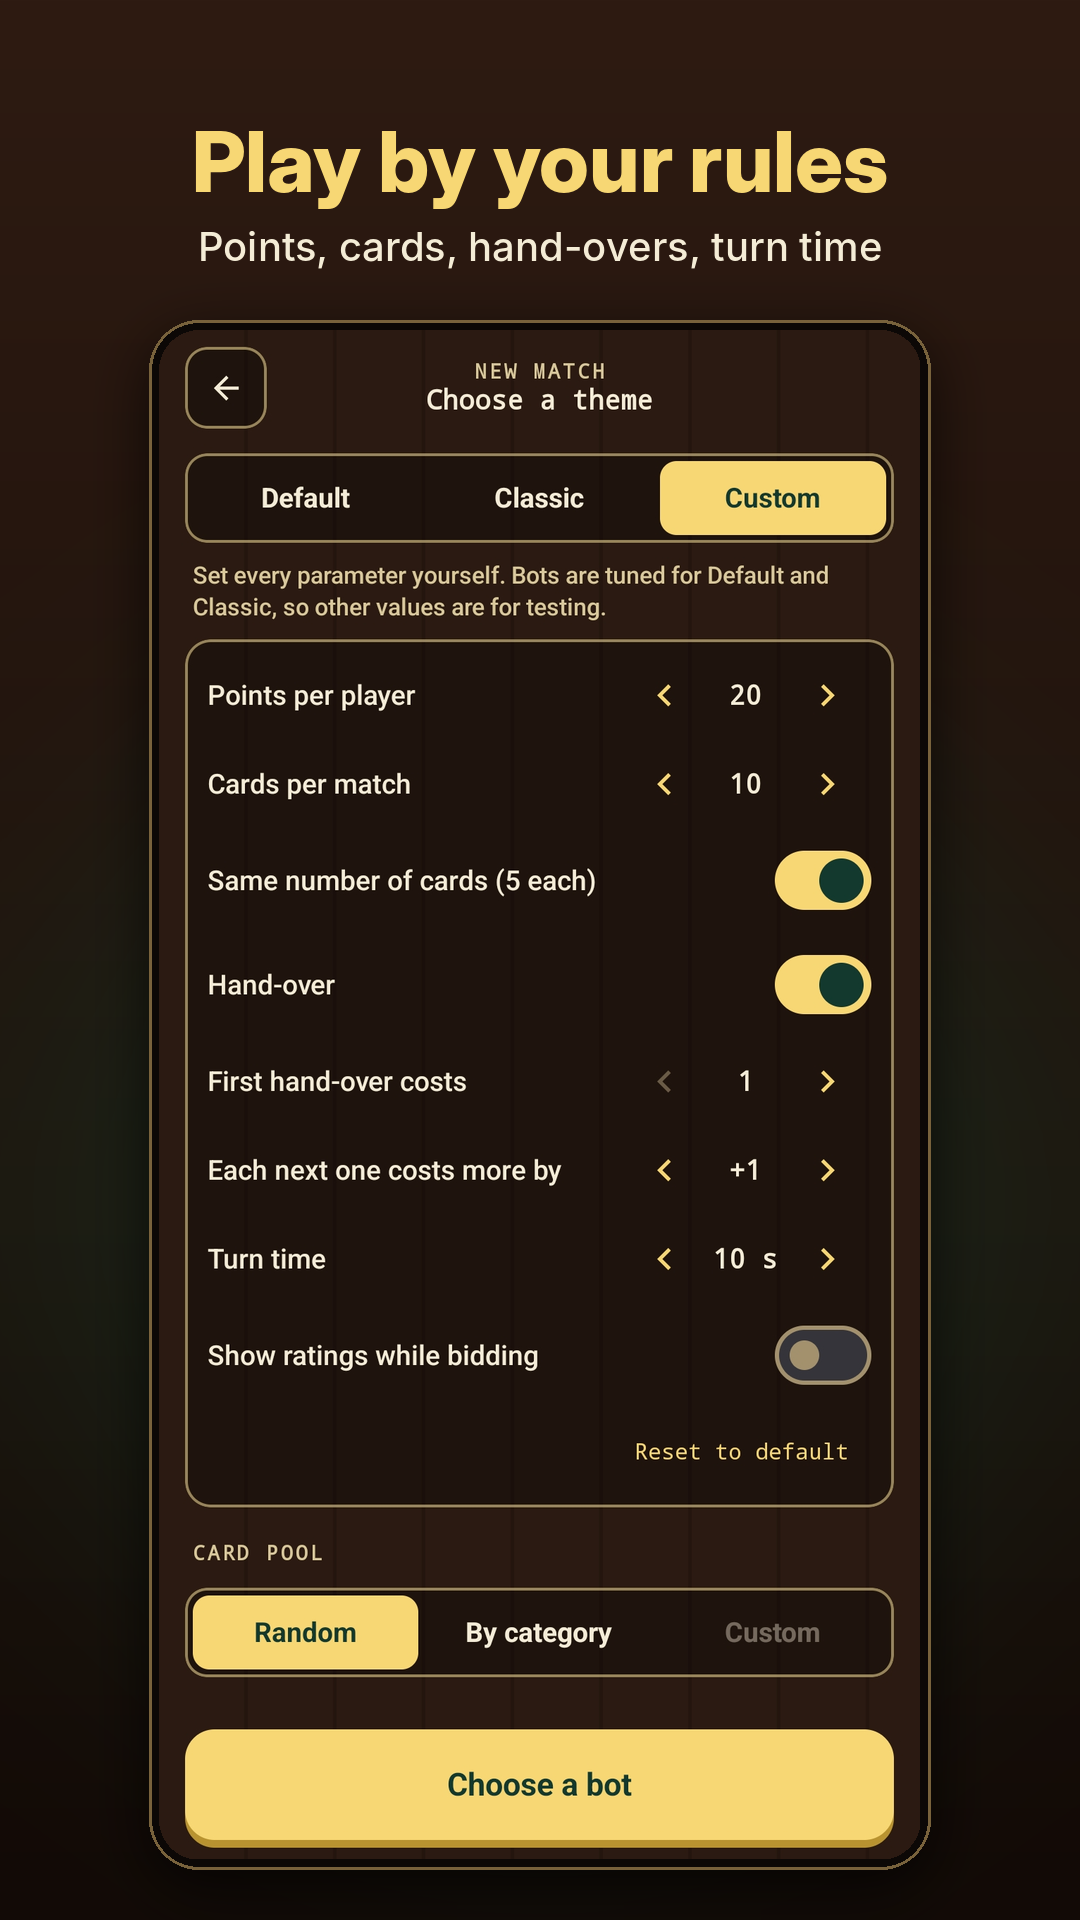 Play by your rules
Points, cards, hand-overs, turn time
NEW MATCH
Choose a theme
Default
Classic
Custom
Set every parameter yourself. Bots are tuned for Default and
Classic, so other values are for testing.
Points per player
20
Cards per match
10
Same number of cards (5 each)
Hand-over
First hand-over costs
1
Each next one costs more by
+1
Turn time
10 s
Show ratings while bidding
Reset to default
CARD POOL
Random
By category
Custom
Choose a bot